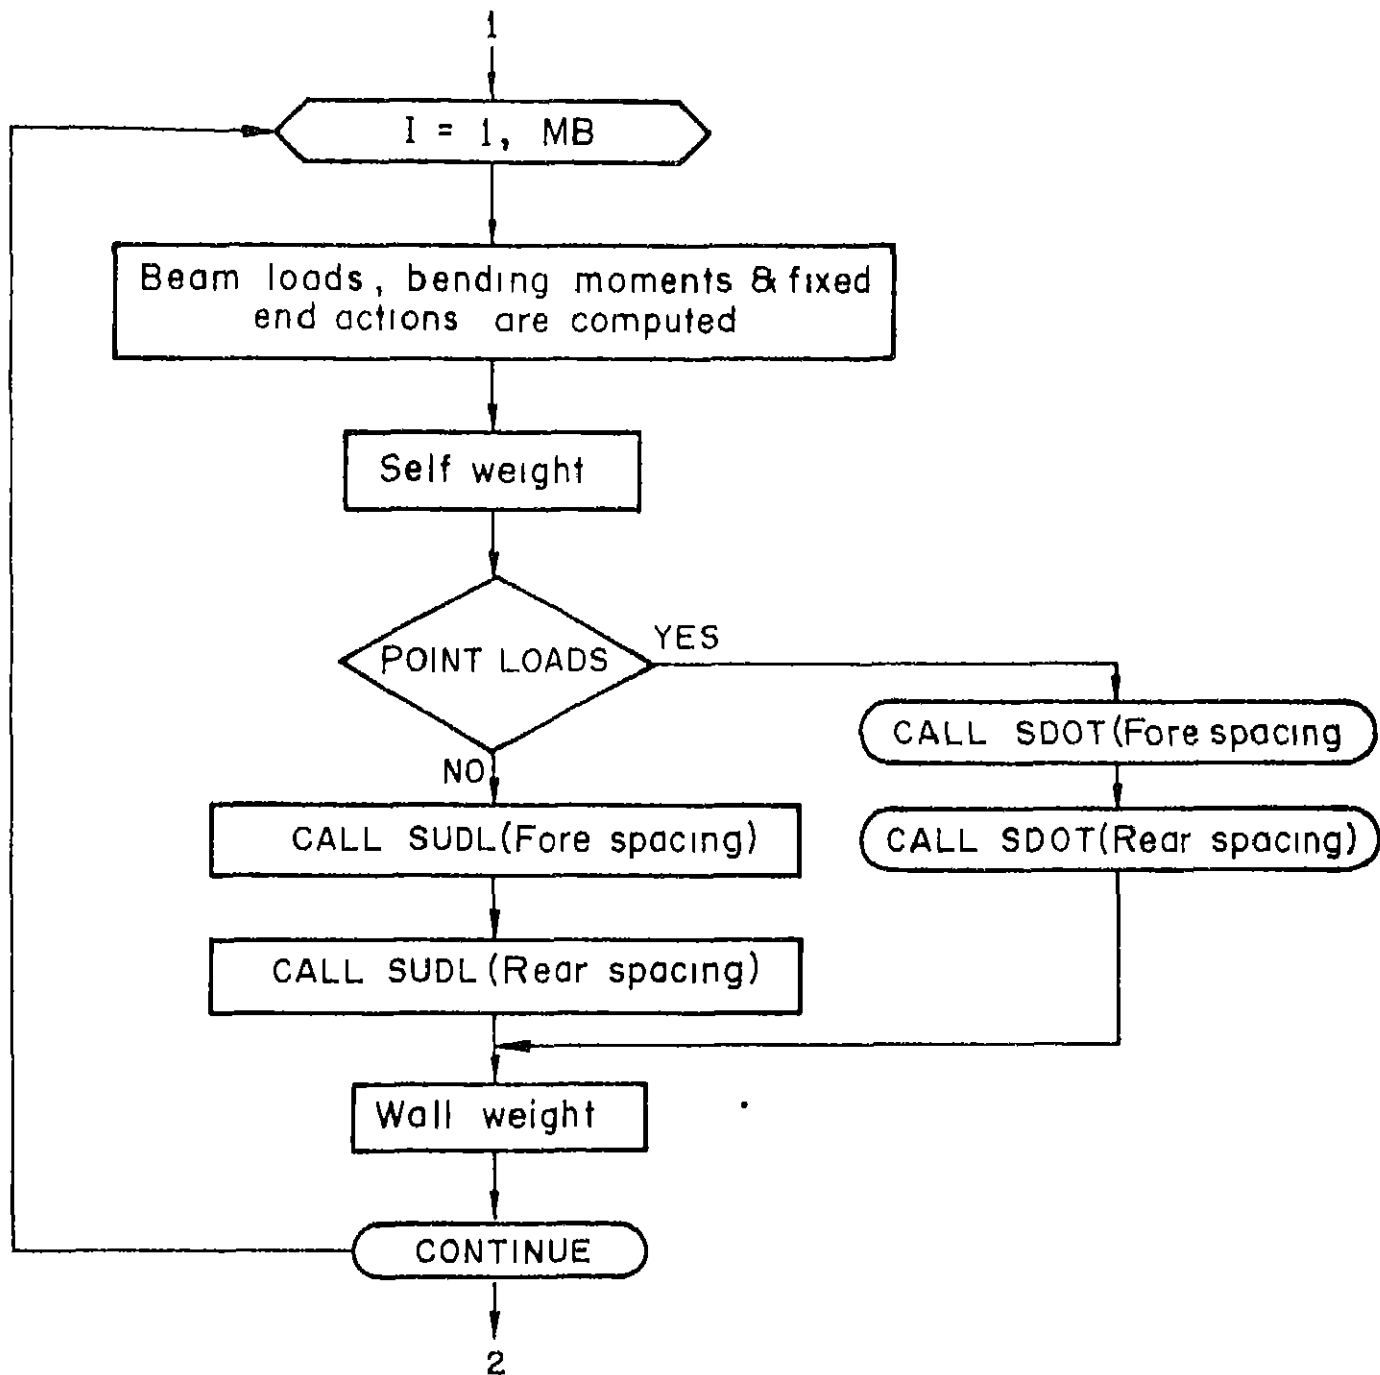 1
I = 1, MB
Beam loads, bending moments & fixed
end actions are computed
Self weight
POINT LOADS
YES
NO
CALL SDOT(Fore spacing
CALL SDOT(Rear spacing)
CALL SUDL(Fore spacing)
CALL SUDL(Rear spacing)
Wall weight
CONTINUE
2